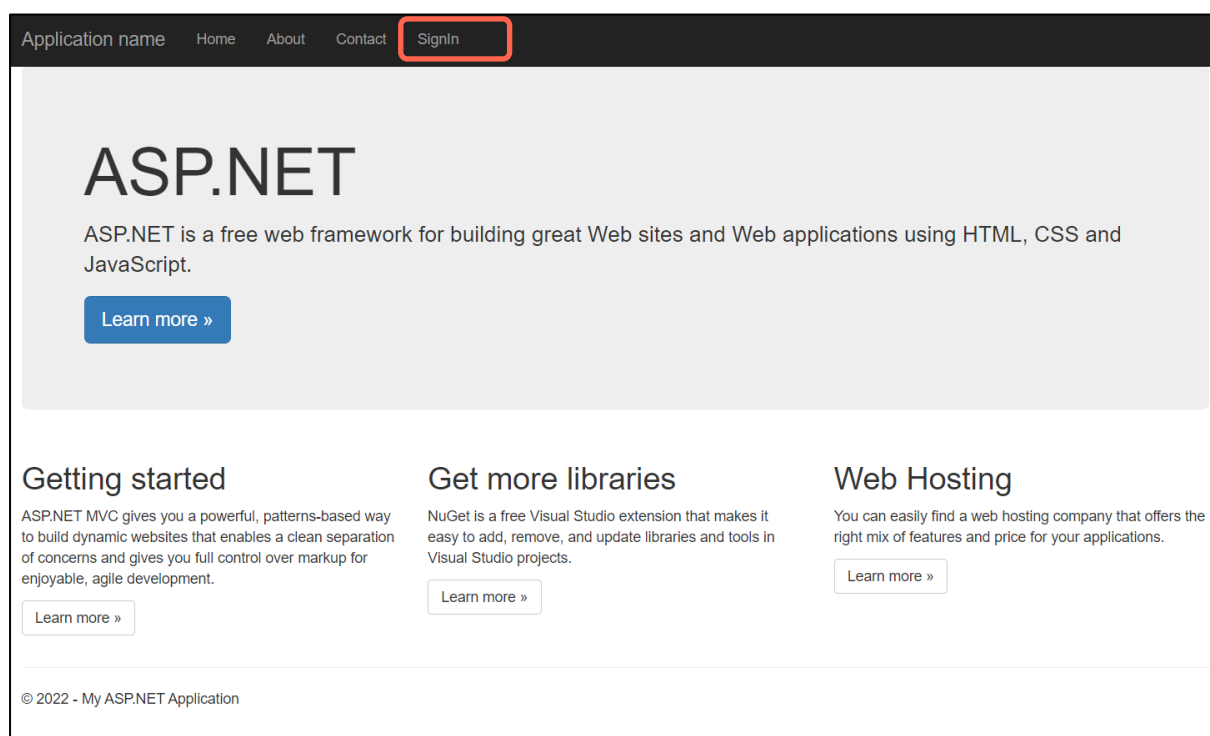 Application name Home About Contact SignIn
ASP.NET
ASP.NET is a free web framework for building great Web sites and Web applications using HTML, CSS and
JavaScript.
Learn more »
Getting started
ASP.NET MVC gives you a powerful, patterns-based way
to build dynamic websites that enables a clean separation
of concerns and gives you full control over markup for
enjoyable, agile development.
Learn more »
Get more libraries
NuGet is a free Visual Studio extension that makes it
easy to add, remove, and update libraries and tools in
Visual Studio projects.
Learn more »
Web Hosting
You can easily find a web hosting company that offers the
right mix of features and price for your applications.
Learn more »
© 2022 - My ASP.NET Application